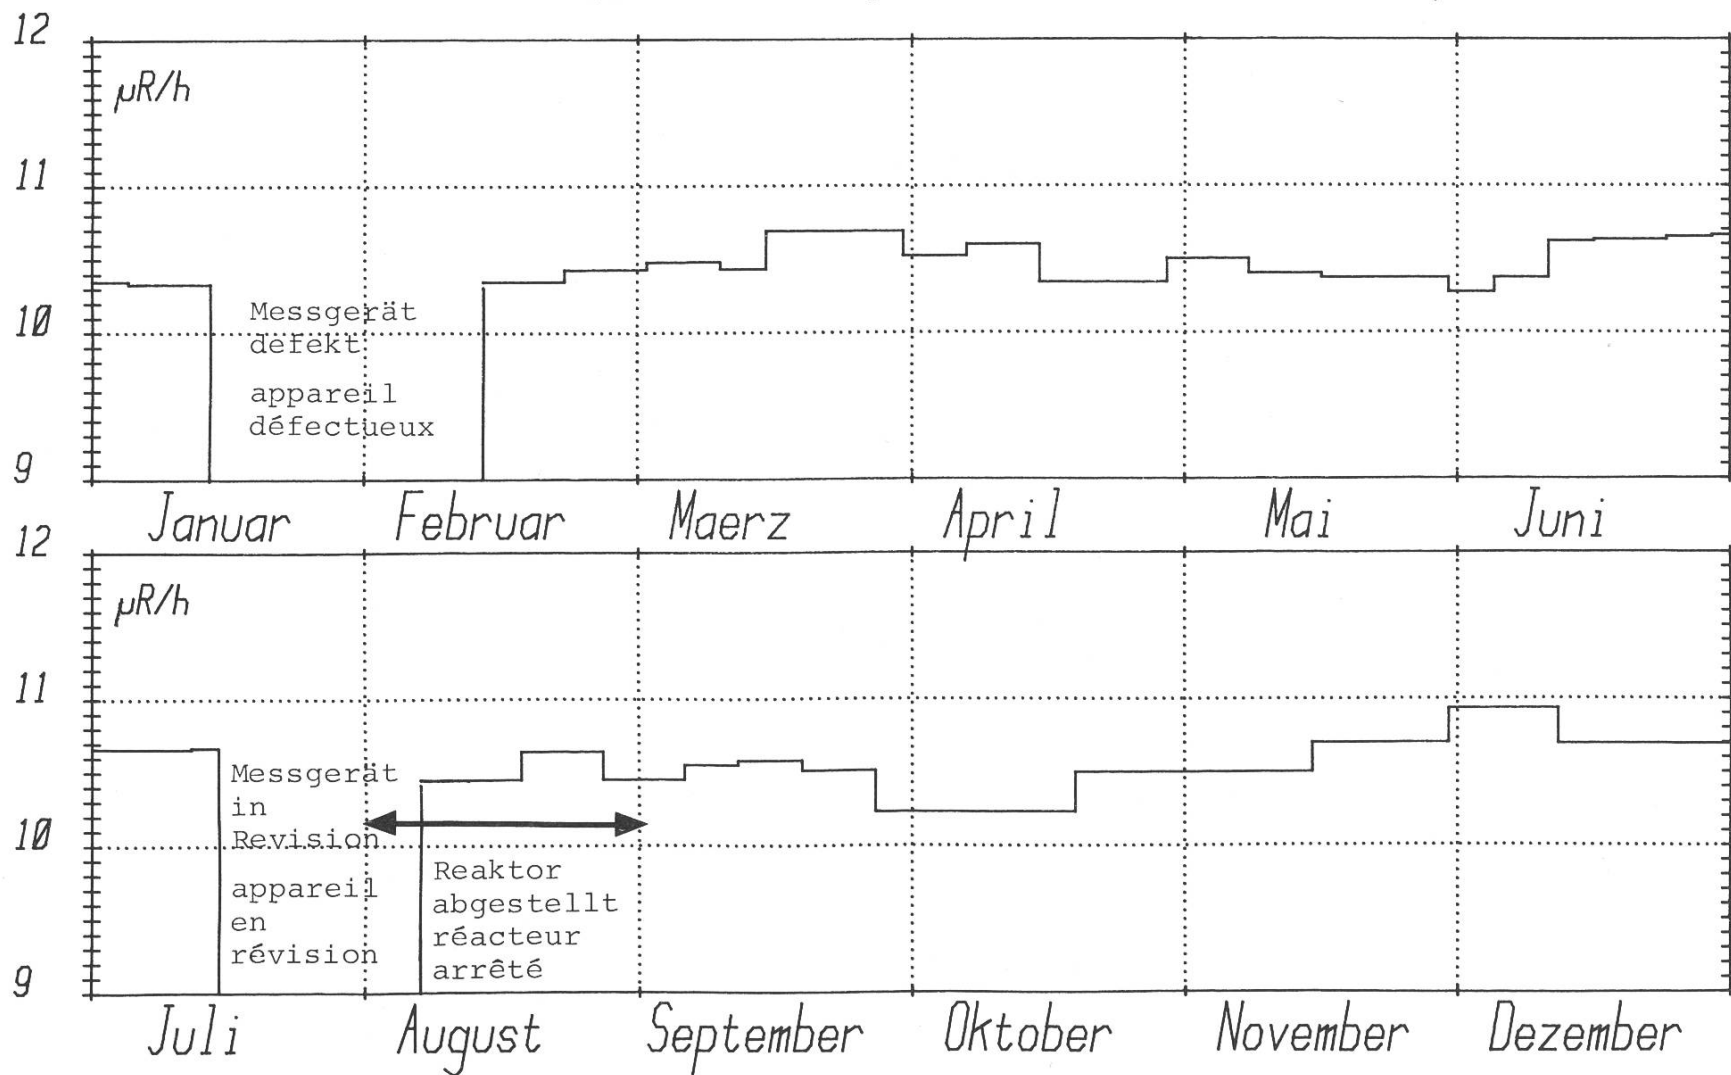 12
µR/h
11
10
9
Messgerät
defekt
appareil
défectueux
Januar Februar Maerz April Mai Juni
12
µR/h
11
10
9
Messgerät
in
Revision
appareil
en
révision
Reaktor
abgestellt
réacteur
arrêté
Juli August September Oktober November Dezember